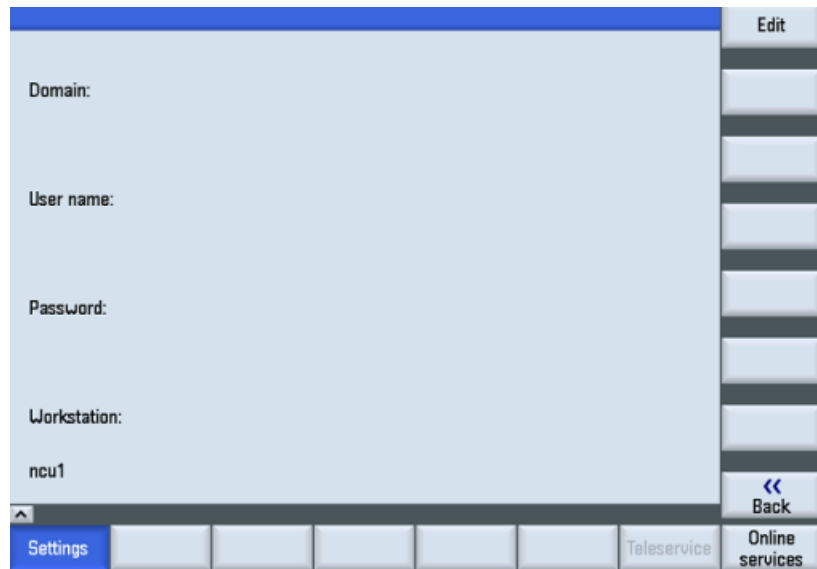 Edit
Domain:
User name:
Password:
Workstation:
ncu1
<<
Back
Settings
Teleservice
Online
services